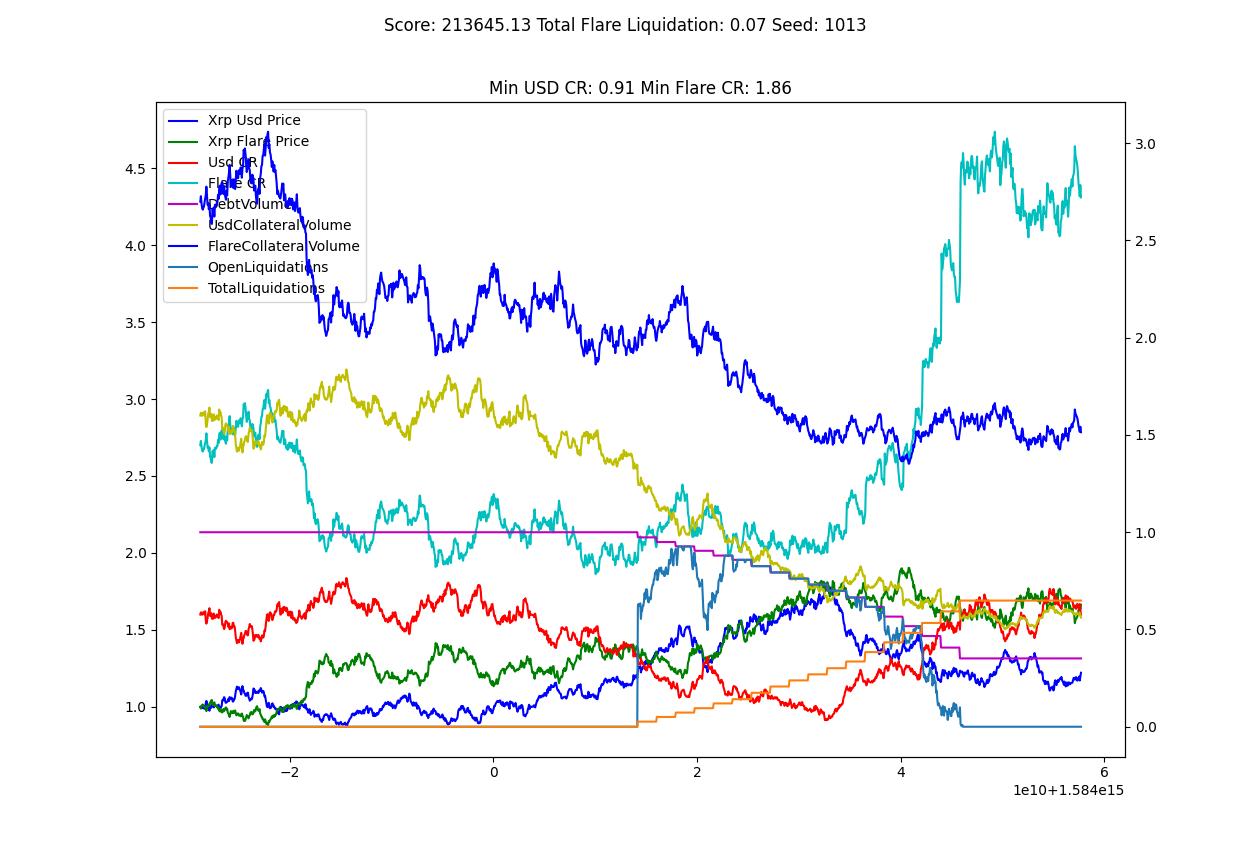 Score: 213645.13 Total Flare Liquidation: 0.07 Seed: 1013
Min USD CR: 0.91 Min Flare CR: 1.86
Xrp Usd Price
Xrp Flare Price
Usd CR
Flare CR
DebtVolume
UsdCollateralVolume
FlareCollateralVolume
OpenLiquidations
TotalLiquidations
4.5
4.0
3.5
3.0
2.5
2.0
1.5
1.0
3.0
2.5
2.0
1.5
1.0
0.5
0.0
−2 0 2 4 6
1e10+1.584e15